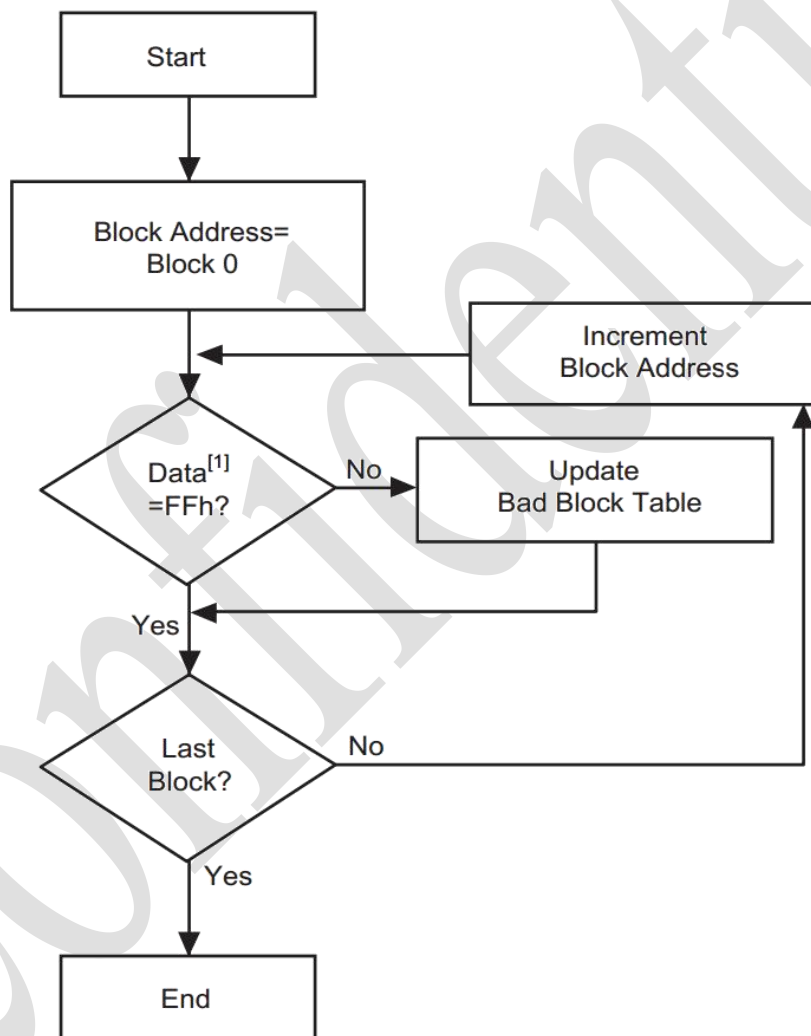 Start
Block Address=
Block 0
Increment
Block Address
Data[1]
=FFh?
No
Update
Bad Block Table
Yes
Last
Block?
No
Yes
End